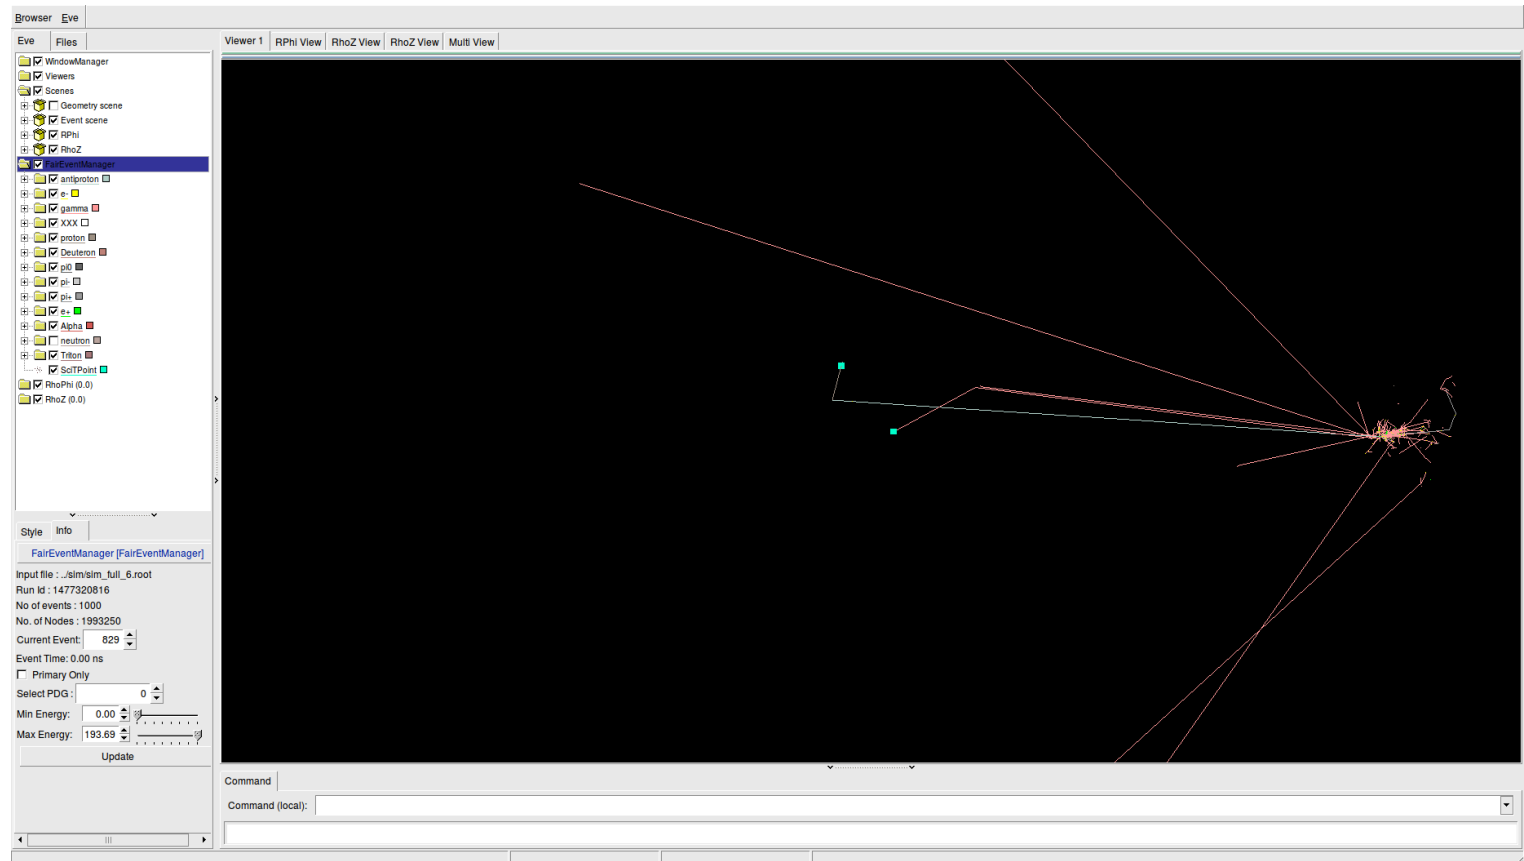 Browser Eve
Eve Files
Viewer 1 RPhi View RhoZ View RhoZ View Multi View
WindowManager
Viewers
Scenes
Geometry scene
Event scene
RPhi
RhoZ
FairEventManager
antiproton
e-
gamma
XXX
proton
Deuteron
pi0
pi-
pi+
e+
Alpha
neutron
Triton
SciTPoint
RhoPhi (0.0)
RhoZ (0.0)
Style Info
FairEventManager [FairEventManager]
Input file : ../sim/sim_full_6.root
Run Id : 1477320816
No of events : 1000
No. of Nodes : 1993250
Current Event: 829
Event Time: 0.00 ns
Primary Only
Select PDG : 0
Min Energy: 0.00
Max Energy: 193.69
Update
Command
Command (local):